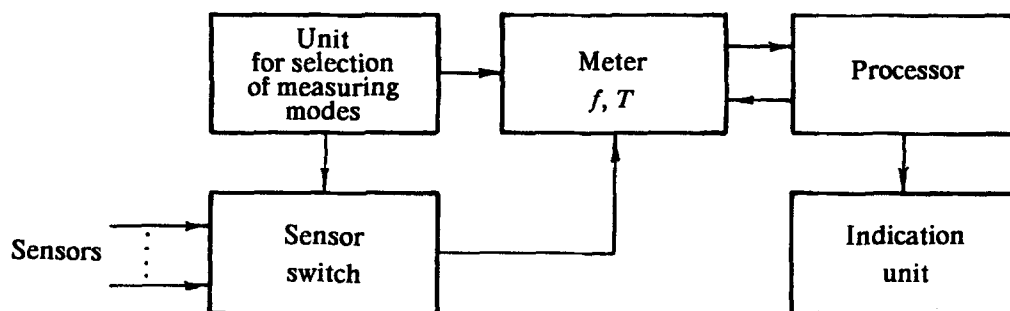 Unit
for selection
of measuring
modes
Meter
f, T
Processor
Sensors
Sensor
switch
Indication
unit